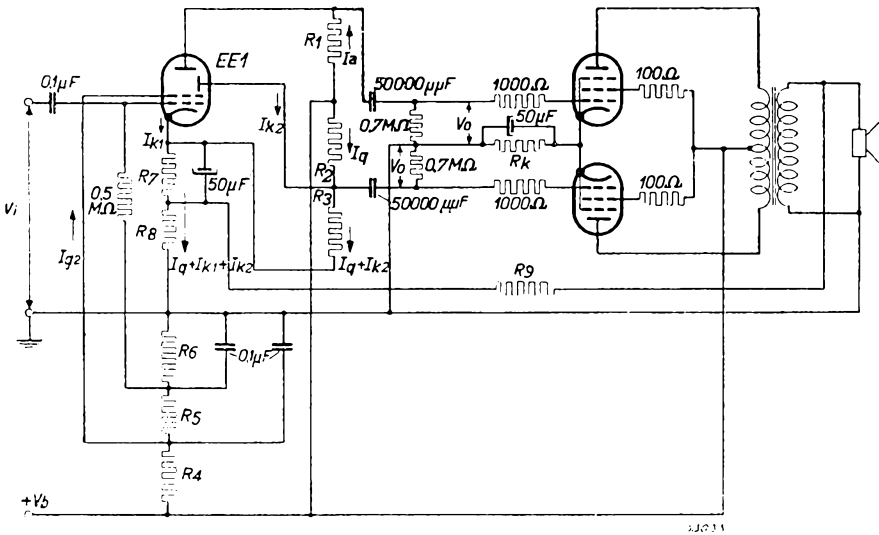 R1
Ia
EE1
0.1µF
50000 µµF
1000Ω
100Ω
Ik2
0,7MΩ
Vo
50µF
Ik1
Iq
R2
Vo
0,7MΩ
Rk
R7
50µF
R3
50000 µµF
1000Ω
100Ω
0.5
MΩ
Vi
R8
Ig2
Iq+Ik1+Ik2
Iq+Ik2
R9
R6
0.1µF
R5
R4
+Vb